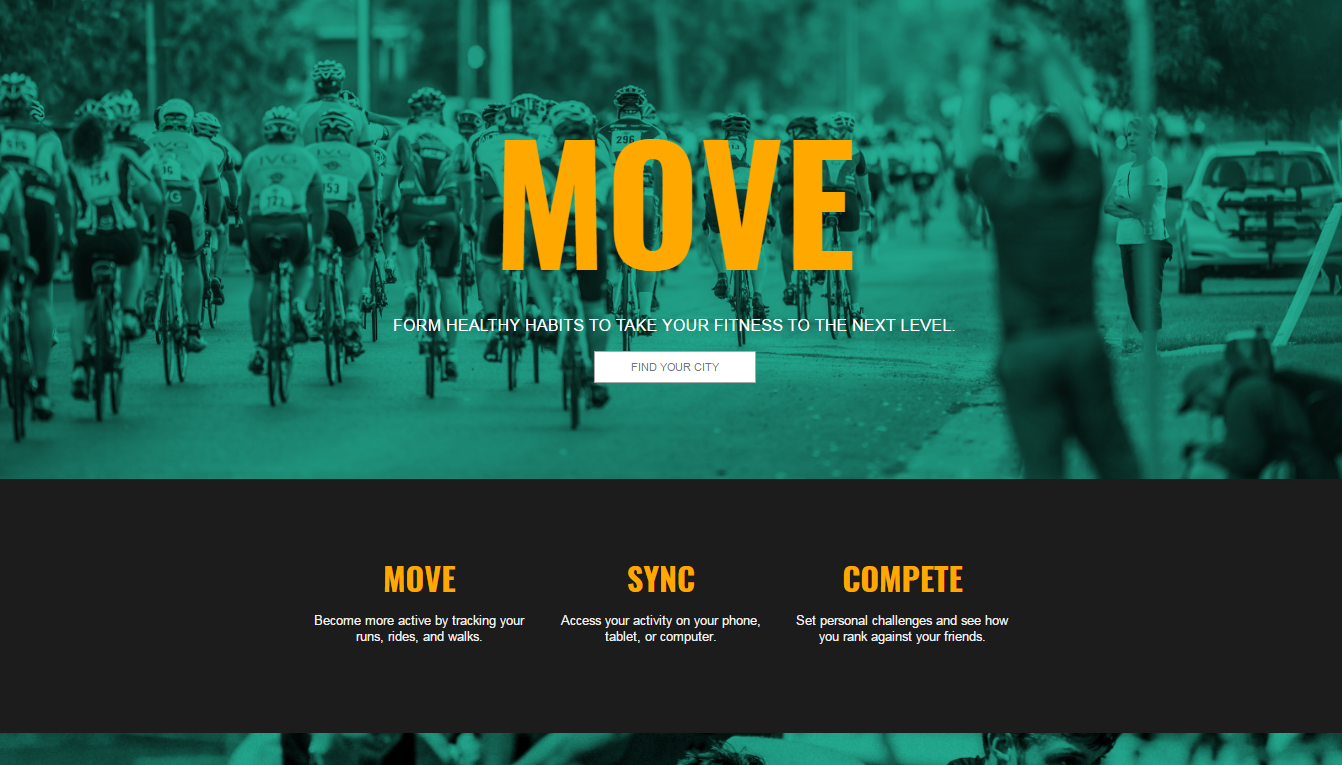 296
MOVE
FORM HEALTHY HABITS TO TAKE YOUR FITNESS TO THE NEXT LEVEL.
FIND YOUR CITY
MOVE
SYNC
COMPETE
Become more active by tracking your
runs, rides, and walks.
Access your activity on your phone,
tablet, or computer.
Set personal challenges and see how
you rank against your friends.